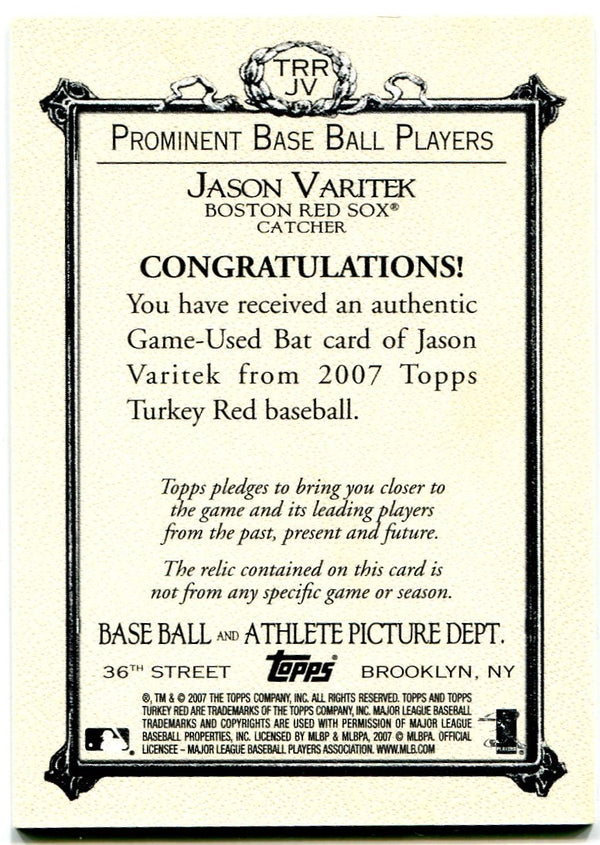 TRR
JV
PROMINENT BASE BALL PLAYERS
JASON VARITEK
BOSTON RED SOX®
CATCHER
CONGRATULATIONS!
You have received an authentic
Game-Used Bat card of Jason
Varitek from 2007 Topps
Turkey Red baseball.
Topps pledges to bring you closer to
the game and its leading players
from the past, present and future.
The relic contained on this card is
not from any specific game or season.
BASE BALL AND ATHLETE PICTURE DEPT.
36TH STREET Topps® BROOKLYN, NY
®, TM & © 2007 THE TOPPS COMPANY, INC. ALL RIGHTS RESERVED. TOPPS AND TOPPS
TURKEY RED ARE TRADEMARKS OF THE TOPPS COMPANY, INC. MAJOR LEAGUE BASEBALL
TRADEMARKS AND COPYRIGHTS ARE USED WITH PERMISSION OF MAJOR LEAGUE
BASEBALL PROPERTIES, INC. LICENSED BY MLBP & MLBPA, 2007 © MLBPA. OFFICIAL
LICENSEE – MAJOR LEAGUE BASEBALL PLAYERS ASSOCIATION. WWW.MLB.COM
PLAYERS